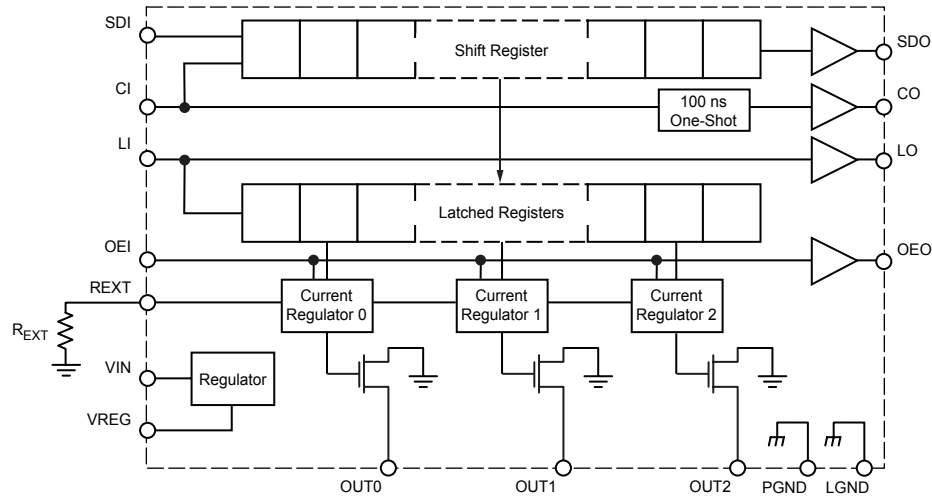 SDI
Shift Register
SDO
CI
100 ns
One-Shot
CO
LI
LO
Latched Registers
OEI
OEO
REXT
Current
Regulator 0
Current
Regulator 1
Current
Regulator 2
REXT
VIN
Regulator
VREG
OUT0
OUT1
OUT2
PGND
LGND